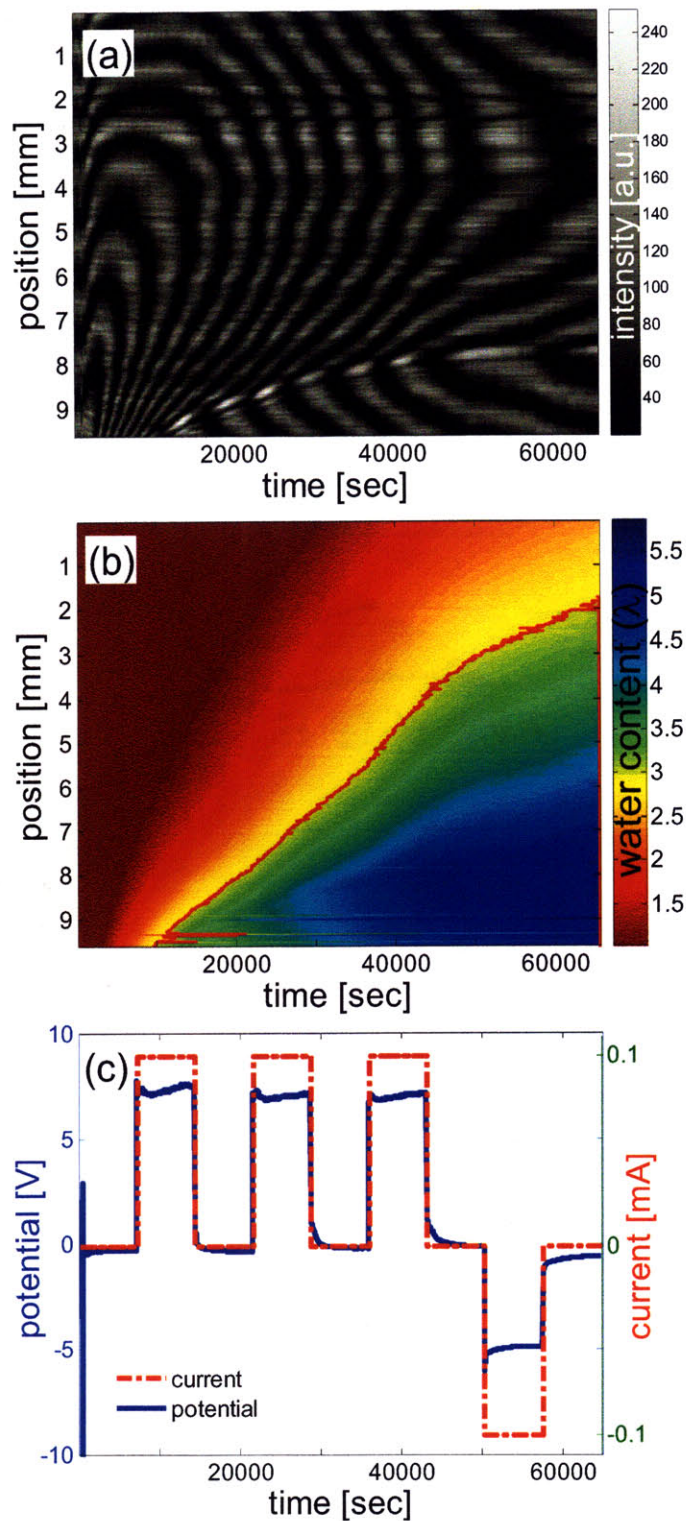 (a)
position [mm]
1
2
3
4
5
6
7
8
9
20000 40000 60000
time [sec]
240
220
200
180
160
140
120
100
80
60
40
intensity [a.u.]
(b)
position [mm]
1
2
3
4
5
6
7
8
9
20000 40000 60000
time [sec]
5.5
5
4.5
4
3.5
3
2.5
2
1.5
water content (λ)
(c)
potential [V]
10
5
0
-5
-10
current
potential
20000 40000 60000
time [sec]
0.1
0
-0.1
current [mA]